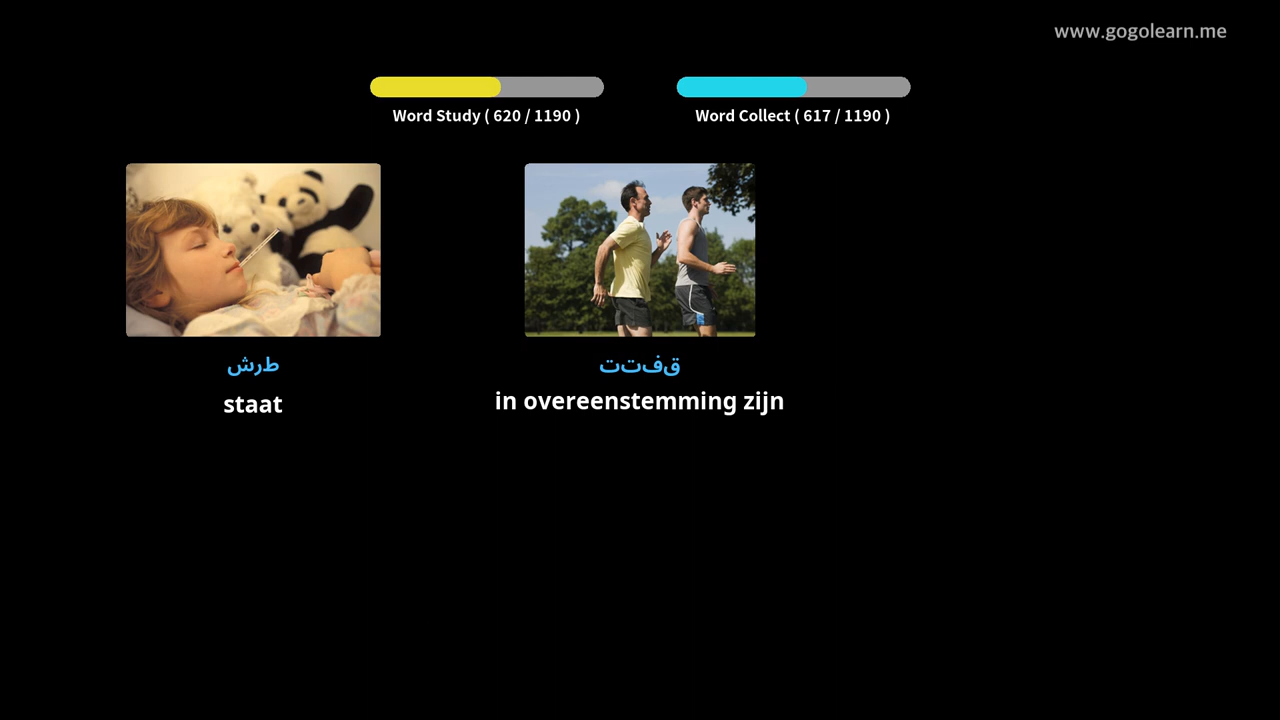 www.gogolearn.me
Word Study ( 620 / 1190 )
Word Collect ( 617 / 1190 )
طرش
staat
قفتت
in overeenstemming zijn